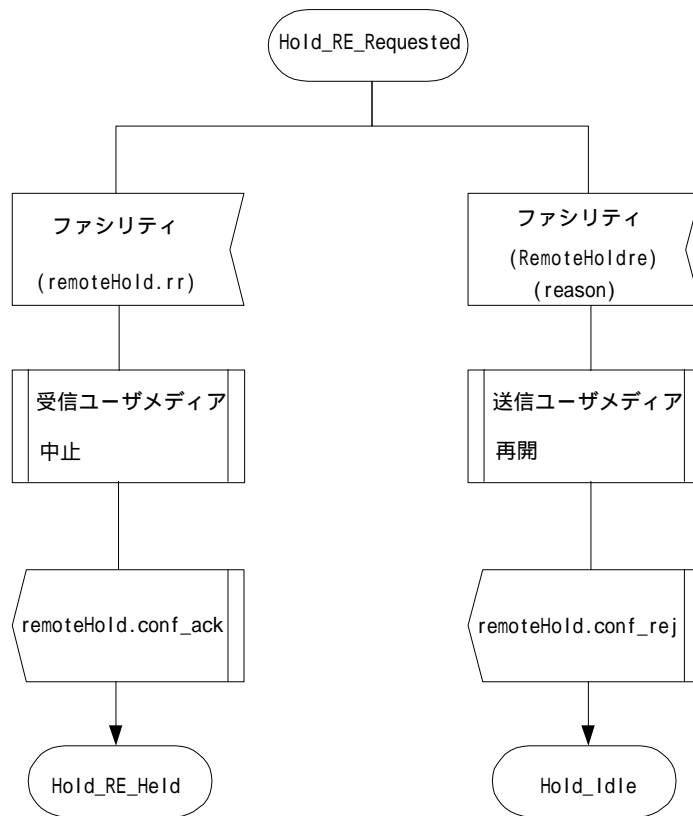 Hold_RE_Requested
ファシリティ
(remoteHold.rr)
受信ユーザメディア
中止
remoteHold.conf_ack
Hold_RE_Held
ファシリティ
(RemoteHoldre)
(reason)
送信ユーザメディア
再開
remoteHold.conf_rej
Hold_Idle